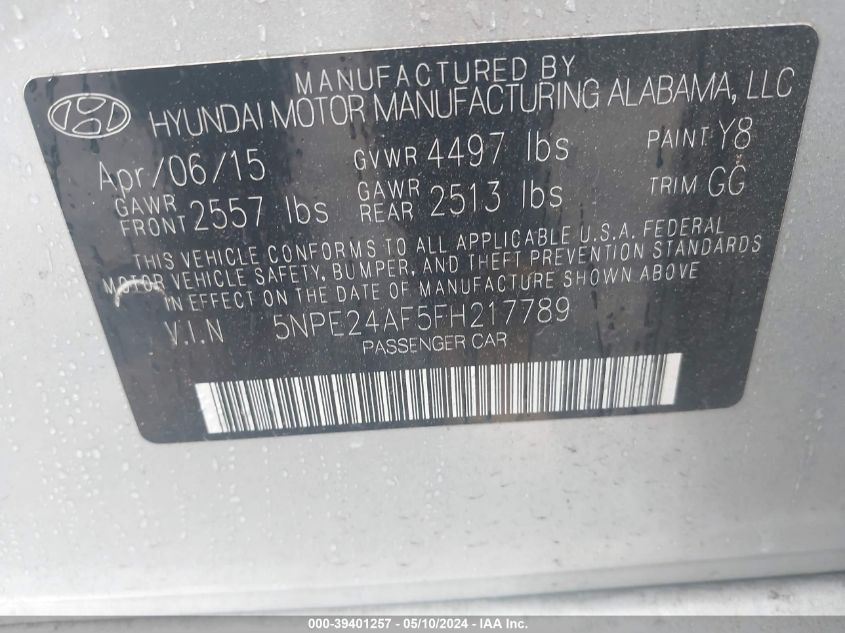 MANUFACTURED BY
HYUNDAI MOTOR MANUFACTURING ALABAMA, LLC
Apr/06/15 GVWR 4497 lbs PAINT Y8
GAWR FRONT 2557 lbs GAWR REAR 2513 lbs TRIM GG
THIS VEHICLE CONFORMS TO ALL APPLICABLE U.S.A. FEDERAL
MOTOR VEHICLE SAFETY, BUMPER, AND THEFT PREVENTION STANDARDS
IN EFFECT ON THE DATE OF MANUFACTURE SHOWN ABOVE
V.I.N 5NPE24AF5FH217789
PASSENGER CAR
000-39401257 - 05/10/2024 - IAA Inc.